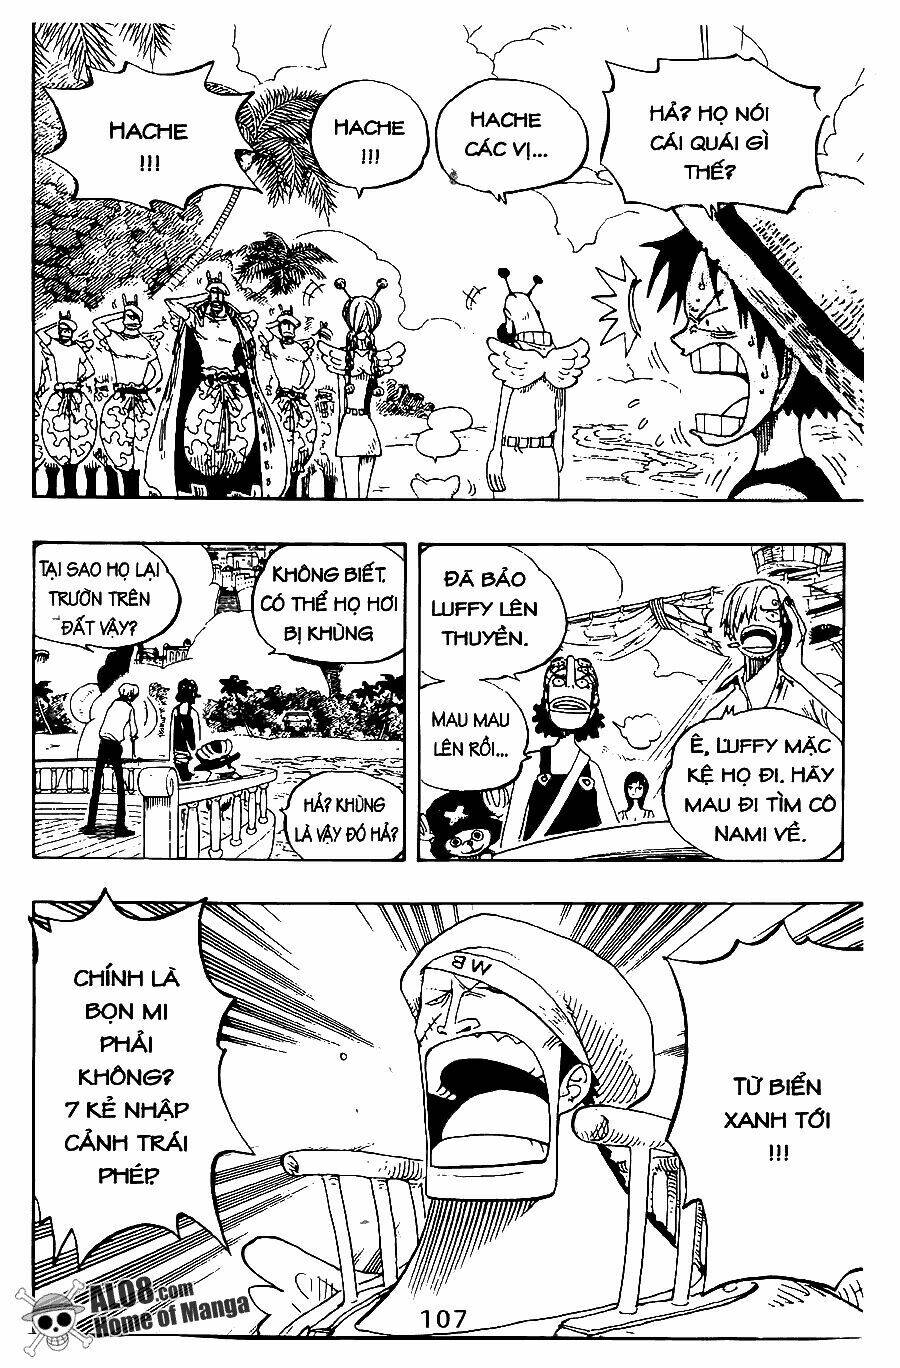 HACHE
!!!
HACHE
!!!
HACHE
CÁC VỊ...
HẢ? HỌ NÓI
CÁI QUÁI GÌ
THẾ?
TẠI SAO HỌ LẠI
TRƯỜN TRÊN
ĐẤT VẬY?
KHÔNG BIẾT.
CÓ THỂ HỌ HƠI
BỊ KHÙNG
HẢ? KHÙNG
LÀ VẬY ĐÓ HẢ?
ĐÃ BẢO
LUFFY LÊN
THUYỀN.
MAU MAU
LÊN RỒI...
Ê, LUFFY MẶC
KỆ HỌ ĐI. HÃY
MAU ĐI TÌM CÔ
NAMI VỀ.
CHÍNH LÀ
BỌN MI
PHẢI
KHÔNG?
7 KẺ NHẬP
CẢNH TRÁI
PHÉP?
WB
TỪ BIỂN
XANH TỚI
!!!
107
ALO8.com
Home of Manga